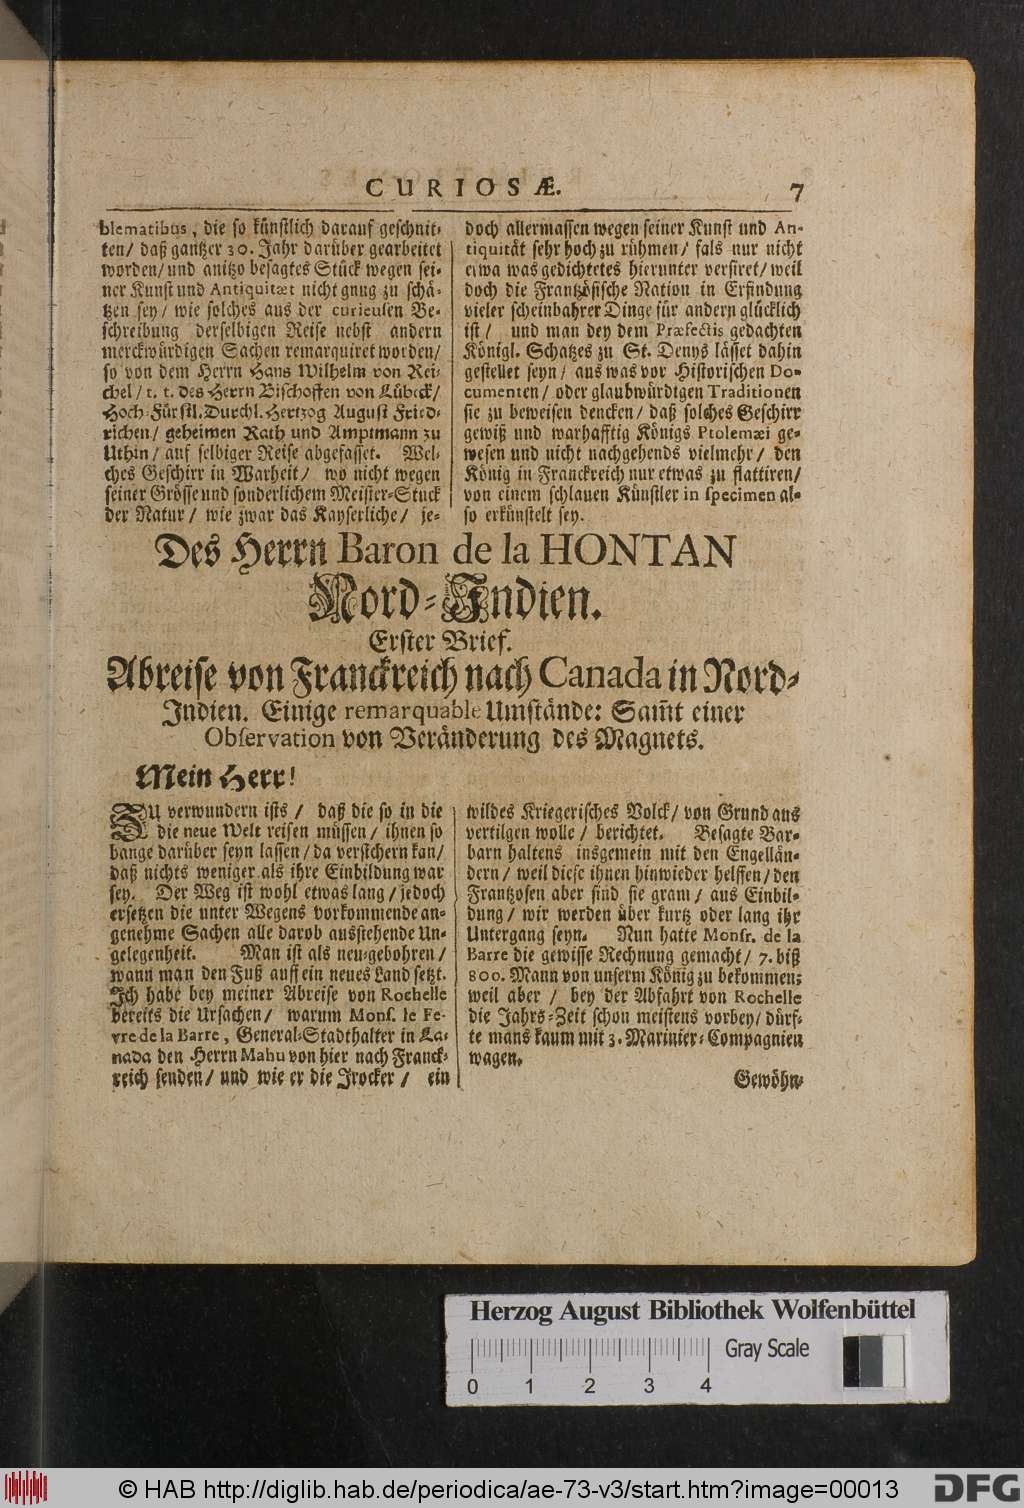 CURIOSÆ. 7
blematibus, die so künstlich darauf geschnit-
ten/ daß gantzer 30. Jahr darüber gearbeitet
worden/ und anitzo besagtes Stück wegen sei-
ner Kunst und Antiquitæt nicht gnug zu schä-
tzen sey/ wie solches aus der curieusen Be-
schreibung derselbigen Reise nebst andern
merckwürdigen Sachen remarquiret worden/
so von dem Herrn Hans Wilhelm von Rei-
chel/ t. t. des Herrn Bischoffen von Lübeck/
Hoch-Fürstl. Durchl. Hertzog August Fried-
richen/ geheimen Rath und Amptmann zu
Uthin/ auf selbiger Reise abgefasset. Wel-
ches Geschirr in Warheit/ wo nicht wegen
seiner Grösse und sonderlichem Meister-Stuck
der Natur/ wie zwar das Kayserliche/ je-
doch allermassen wegen seiner Kunst und An-
tiquität sehr hoch zu rühmen/ fals nur nicht
etwa was gedichtetes hierunter versiret/ weil
doch die Frantzösische Nation in Erfindung
vieler scheinbahrer Dinge für andern glücklich
ist/ und man bey dem Præfectis gedachten
Königl. Schatzes zu St. Denys lässet dahin
gestellet seyn/ aus was vor Historischen Do-
cumenten/ oder glaubwürdigen Traditionen
sie zu beweisen dencken/ daß solches Geschirr
gewiß und warhafftig Königs Ptolemæi ge-
wesen und nicht nachgehends vielmehr/ den
König in Franckreich nur etwas zu flattiren/
von einem schlauen Künstler in specimen al-
so erkünstelt sey.
Des Herrn Baron de la HONTAN
Nord-Indien.
Erster Brief.
Abreise von Franckreich nach Canada in Nord-
Indien. Einige remarquable Umstände: Sam̃t einer
Observation von Veränderung des Magnets.
Mein Herr!
ZU verwundern ists/ daß die so in die
die neue Welt reisen müssen/ ihnen so
bange darüber seyn lassen/ da versichern kan/
daß nichts weniger als ihre Einbildung war
sey. Der Weg ist wohl etwas lang/ jedoch
ersetzen die unter Wegens vorkommende an-
genehme Sachen alle darob ausstehende Un-
gelegenheit. Man ist als neu-gebohren/
wann man den Fuß auff ein neues Land setzt.
Ich habe bey meiner Abreise von Rochelle
bereits die Ursachen/ warum Mons. le Fe-
vre de la Barre, General-Stadthalter in Ca-
nada den Herrn Mahu von hier nach Franck-
reich senden/ und wie er die Irocker/ ein
wildes Kriegerisches Volck/ von Grund aus
vertilgen wolle/ berichtet. Besagte Bar-
barn haltens insgemein mit den Engellän-
dern/ weil diese ihnen hinwieder helffen/ den
Frantzosen aber sind sie gram/ aus Einbil-
dung/ wir werden über kurtz oder lang ihr
Untergang seyn. Nun hatte Monsr. de la
Barre die gewisse Rechnung gemacht/ 7. biß
800. Mann von unserm König zu bekommen;
weil aber/ bey der Abfahrt von Rochelle
die Jahrs-Zeit schon meistens vorbey/ dürf-
te mans kaum mit 3. Marinier-Compagnien
wagen.
Gewöhn-
Herzog August Bibliothek Wolfenbüttel
Gray Scale
0 1 2 3 4
© HAB http://diglib.hab.de/periodica/ae-73-v3/start.htm?image=00013
DFG